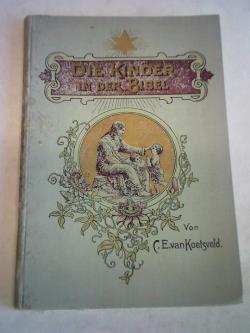 Die Kinder
in der Bibel
Von
C. E. van Koetsveld.